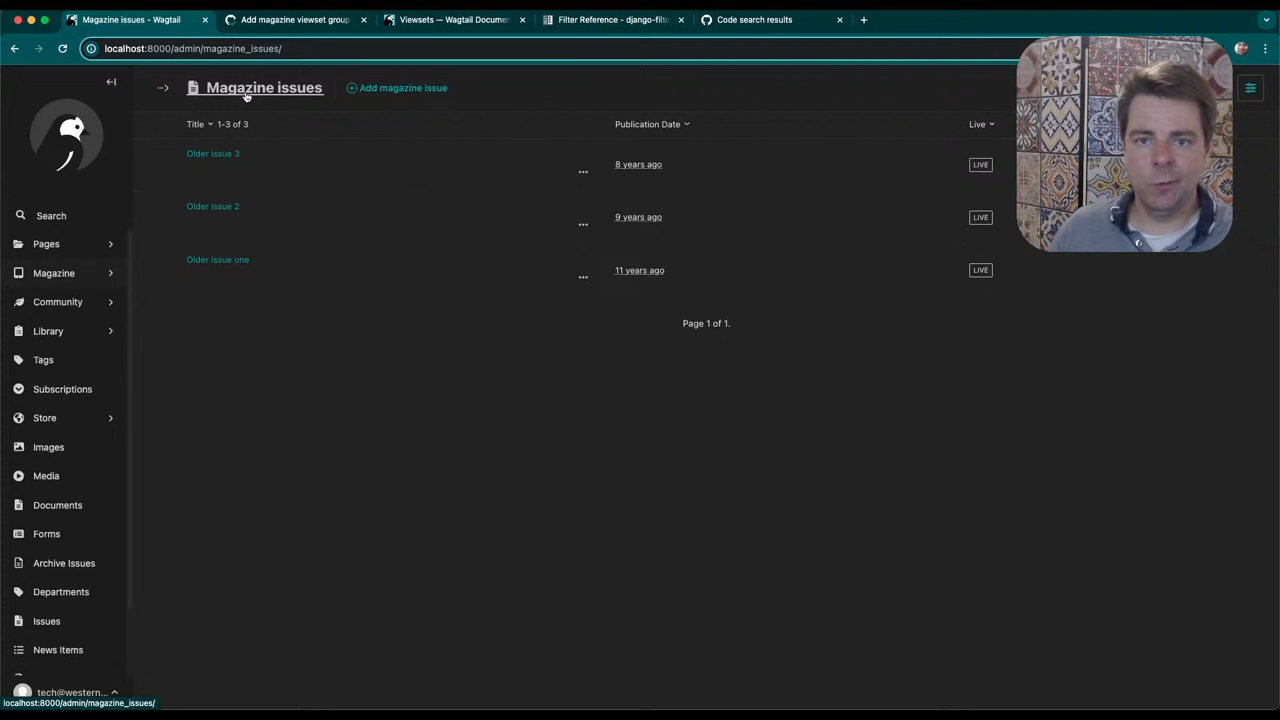 Magazine issues - Wagtail
Add magazine viewset group
Viewsets — Wagtail Documen
Filter Reference - django-filte
Code search results
localhost:8000/admin/magazine_issues/
Magazine issues
Add magazine issue
Title 1-3 of 3
Publication Date
Live
Older issue 3
8 years ago
LIVE
Older issue 2
9 years ago
LIVE
Older issue one
11 years ago
LIVE
Page 1 of 1.
Search
Pages
Magazine
Community
Library
Tags
Subscriptions
Store
Images
Media
Documents
Forms
Archive Issues
Departments
Issues
News Items
tech@western...
localhost:8000/admin/magazine_issues/